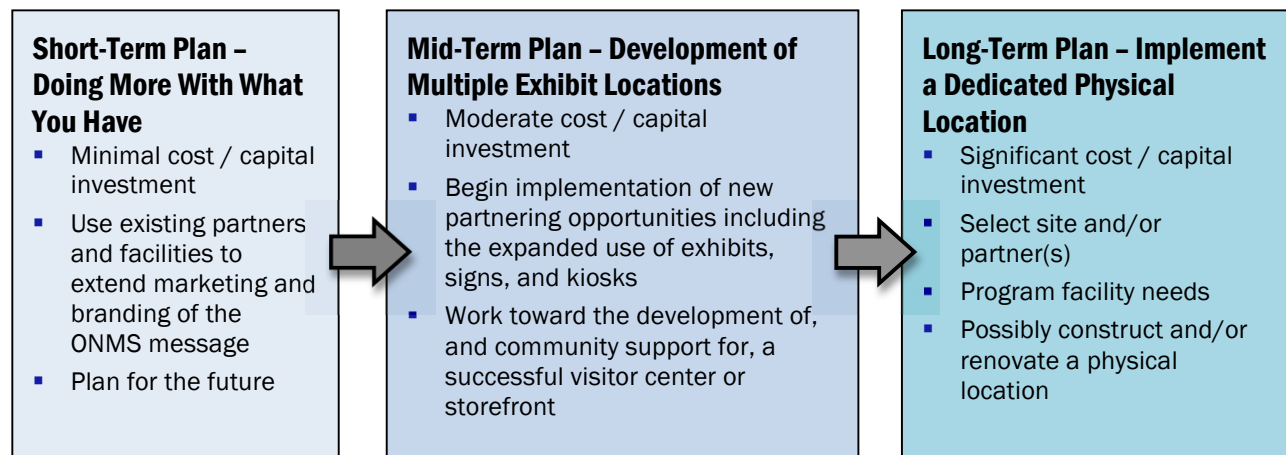 Short-Term Plan –
Doing More With What
You Have
▪ Minimal cost / capital
investment
▪ Use existing partners
and facilities to
extend marketing and
branding of the
ONMS message
▪ Plan for the future
Mid-Term Plan – Development of
Multiple Exhibit Locations
▪ Moderate cost / capital
investment
▪ Begin implementation of new
partnering opportunities including
the expanded use of exhibits,
signs, and kiosks
▪ Work toward the development of,
and community support for, a
successful visitor center or
storefront
Long-Term Plan – Implement
a Dedicated Physical
Location
▪ Significant cost / capital
investment
▪ Select site and/or
partner(s)
▪ Program facility needs
▪ Possibly construct and/or
renovate a physical
location